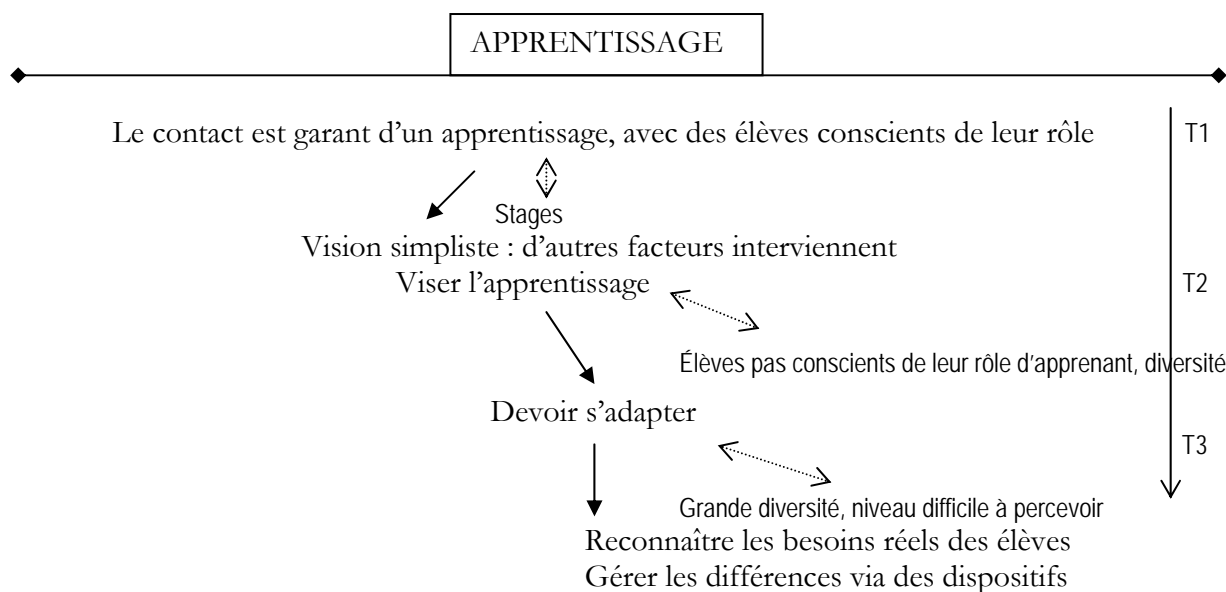 APPRENTISSAGE
Le contact est garant d’un apprentissage, avec des élèves conscients de leur rôle
T1
Stages
Vision simpliste : d’autres facteurs interviennent
Viser l’apprentissage
T2
Élèves pas conscients de leur rôle d’apprenant, diversité
Devoir s’adapter
T3
Grande diversité, niveau difficile à percevoir
Reconnaître les besoins réels des élèves
Gérer les différences via des dispositifs